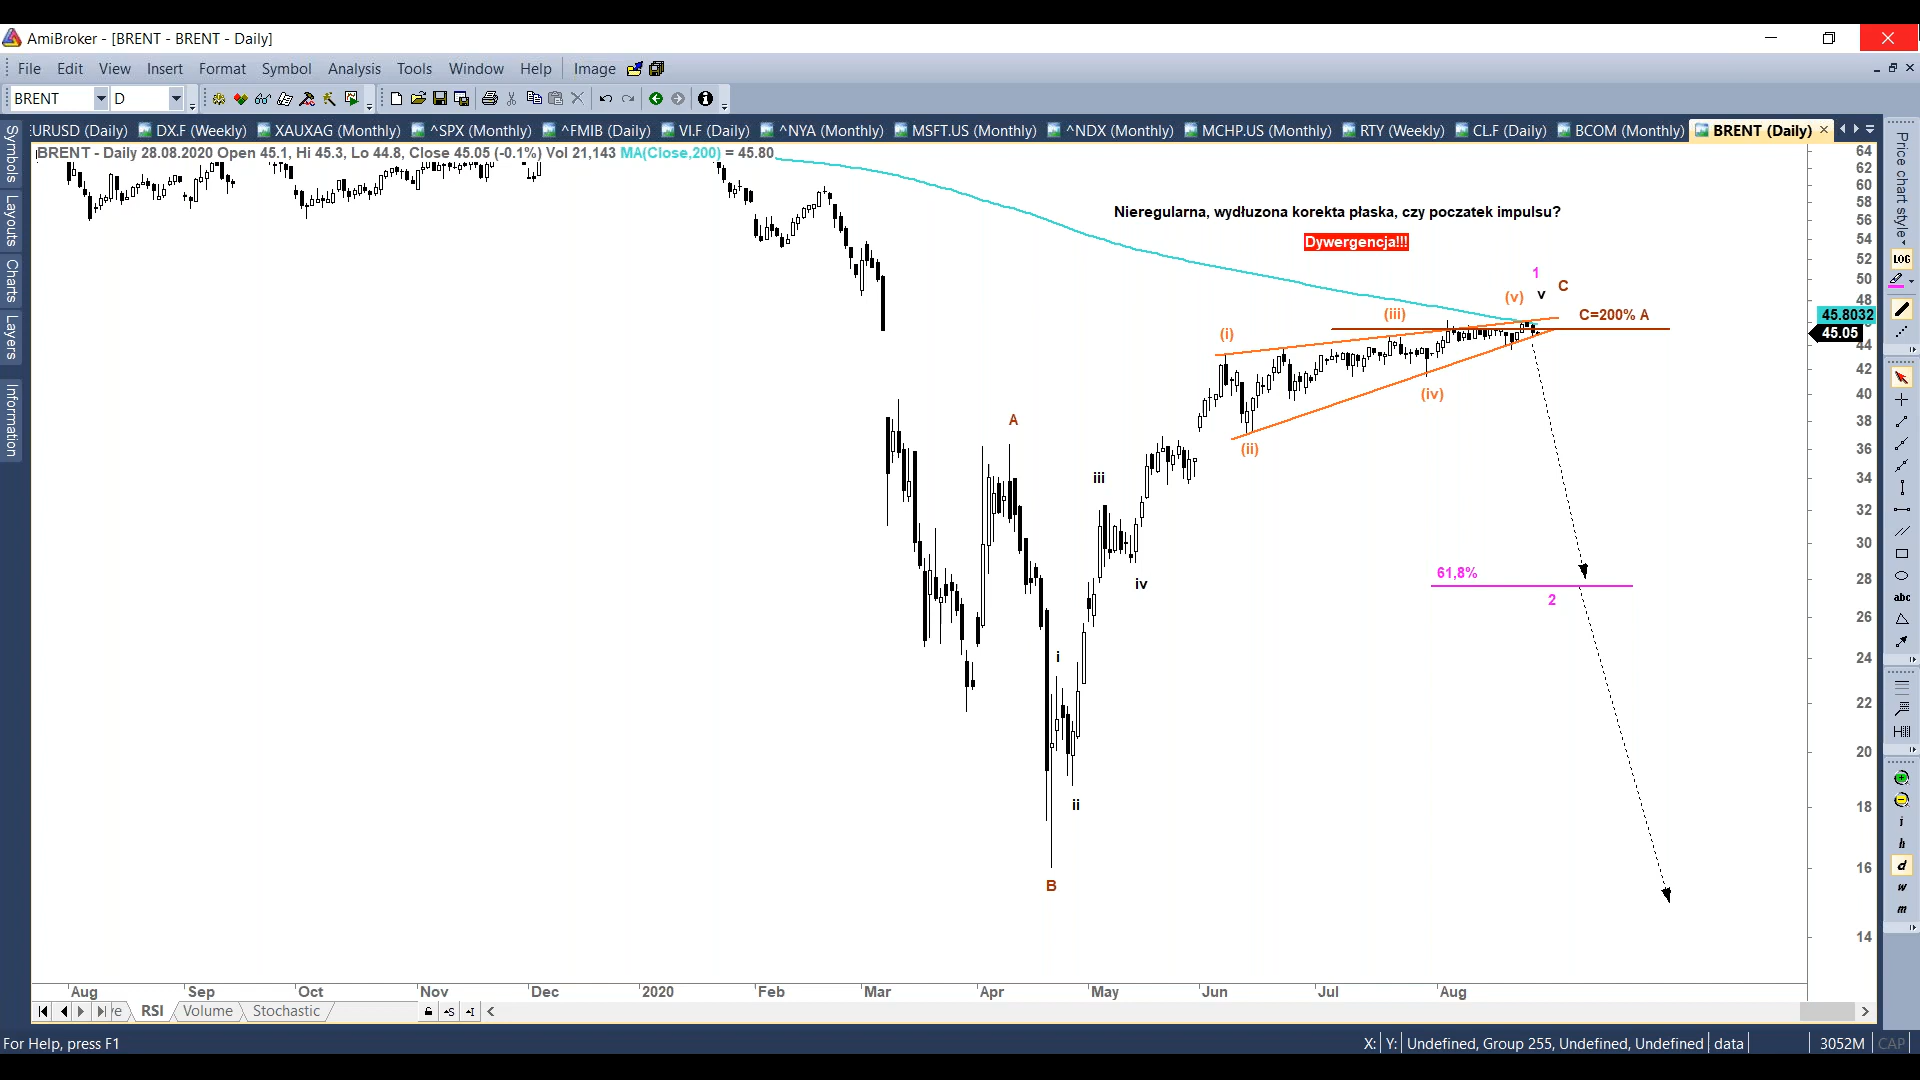 AmiBroker - [BRENT - BRENT - Daily]
File Edit View Insert Format Symbol Analysis Tools Window Help Image
BRENT D
EURUSD (Daily) DX.F (Weekly) XAUXAG (Monthly) ^SPX (Monthly) ^FMIB (Daily) VI.F (Daily) ^NYA (Monthly) MSFT.US (Monthly) ^NDX (Monthly) MCHP.US (Monthly) RTY (Weekly) CL.F (Daily) BCOM (Monthly) BRENT (Daily)
BRENT - Daily 28.08.2020 Open 45.1, Hi 45.3, Lo 44.8, Close 45.05 (-0.1%) Vol 21,143 MA(Close,200) = 45.80
Symbols
Layouts
Charts
Layers
Information
Nieregularna, wydłużona korekta płaska, czy poczatek impulsu?
Dywergencja!!!
1
C
v
(v)
C=200% A
(iii)
(i)
(iv)
(ii)
A
iii
iv
61,8%
2
i
ii
B
64
62
60
58
56
54
52
50
48
45.8032
45.05
44
42
40
38
36
34
32
30
28
26
24
22
20
18
16
14
Price chart style
LOG
abc
i
h
d
w
m
Aug Sep Oct Nov Dec 2020 Feb Mar Apr May Jun Jul Aug
RSI Volume Stochastic
For Help, press F1
X: Y: Undefined, Group 255, Undefined, Undefined data 3052M CAP